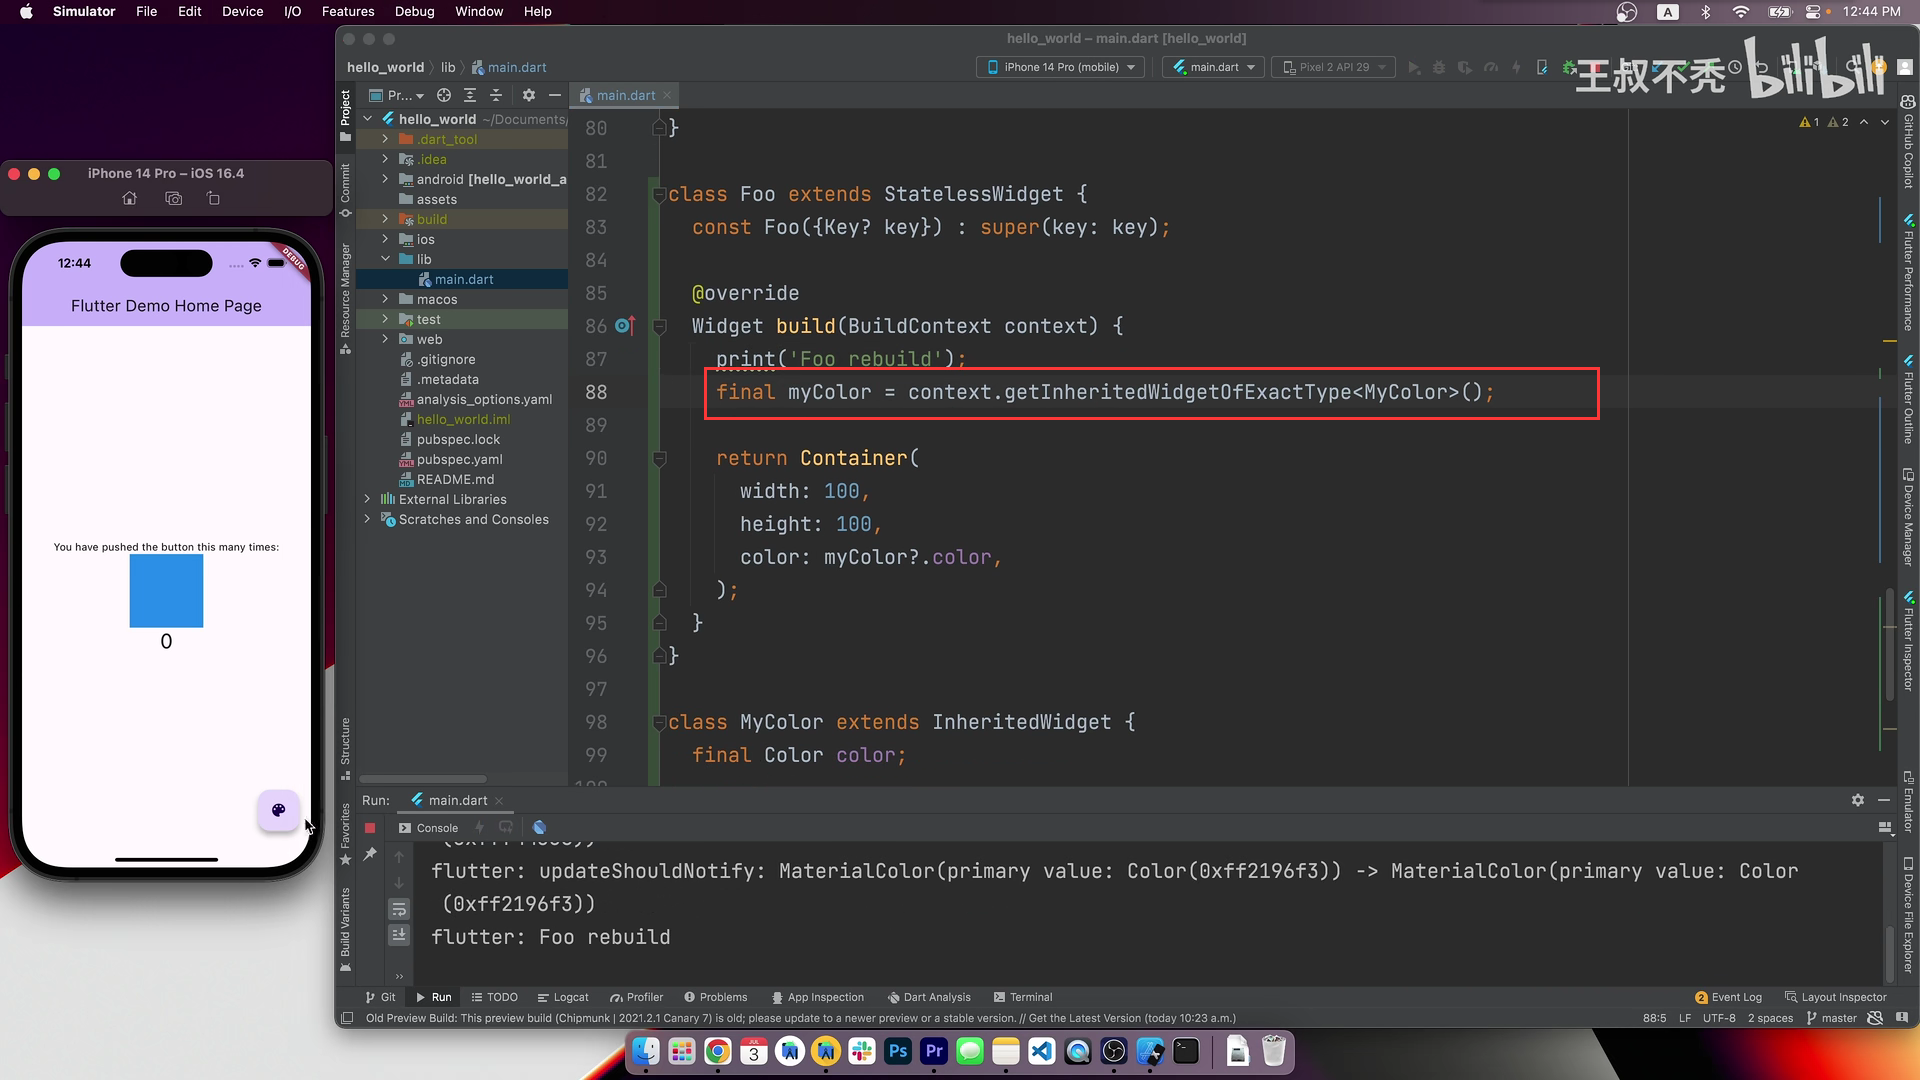 Simulator File Edit Device I/O Features Debug Window Help
A 12:44 PM
hello_world – main.dart [hello_world]
hello_world lib main.dart
iPhone 14 Pro (mobile) main.dart Pixel 2 API 29
王叔不秃 bilibili
Project
Pr...
main.dart
1 2
hello_world ~/Documents/
.dart_tool
.idea
android [hello_world_a
assets
build
ios
lib
main.dart
macos
test
web
.gitignore
.metadata
analysis_options.yaml
hello_world.iml
pubspec.lock
pubspec.yaml
README.md
External Libraries
Scratches and Consoles
Commit
Resource Manager
Structure
Favorites
Build Variants
iPhone 14 Pro – iOS 16.4
12:44
DEBUG
Flutter Demo Home Page
You have pushed the button this many times:
0
80 }
81
82 class Foo extends StatelessWidget {
83 const Foo({Key? key}) : super(key: key);
84
85 @override
86 Widget build(BuildContext context) {
87 print('Foo rebuild');
88 final myColor = context.getInheritedWidgetOfExactType<MyColor>();
89
90 return Container(
91 width: 100,
92 height: 100,
93 color: myColor?.color,
94 );
95 }
96 }
97
98 class MyColor extends InheritedWidget {
99 final Color color;
GitHub Copilot
Flutter Performance
Flutter Outline
Device Manager
Flutter Inspector
Emulator
Device File Explorer
Run: main.dart
Console
flutter: updateShouldNotify: MaterialColor(primary value: Color(0xff2196f3)) -> MaterialColor(primary value: Color
(0xff2196f3))
flutter: Foo rebuild
Git Run TODO Logcat Profiler Problems App Inspection Dart Analysis Terminal
2 Event Log Layout Inspector
Old Preview Build: This preview build (Chipmunk | 2021.2.1 Canary 7) is old; please update to a newer preview or a stable version. // Get the Latest Version (today 10:23 a.m.)
88:5 LF UTF-8 2 spaces master
JUL
3
Ps
Pr